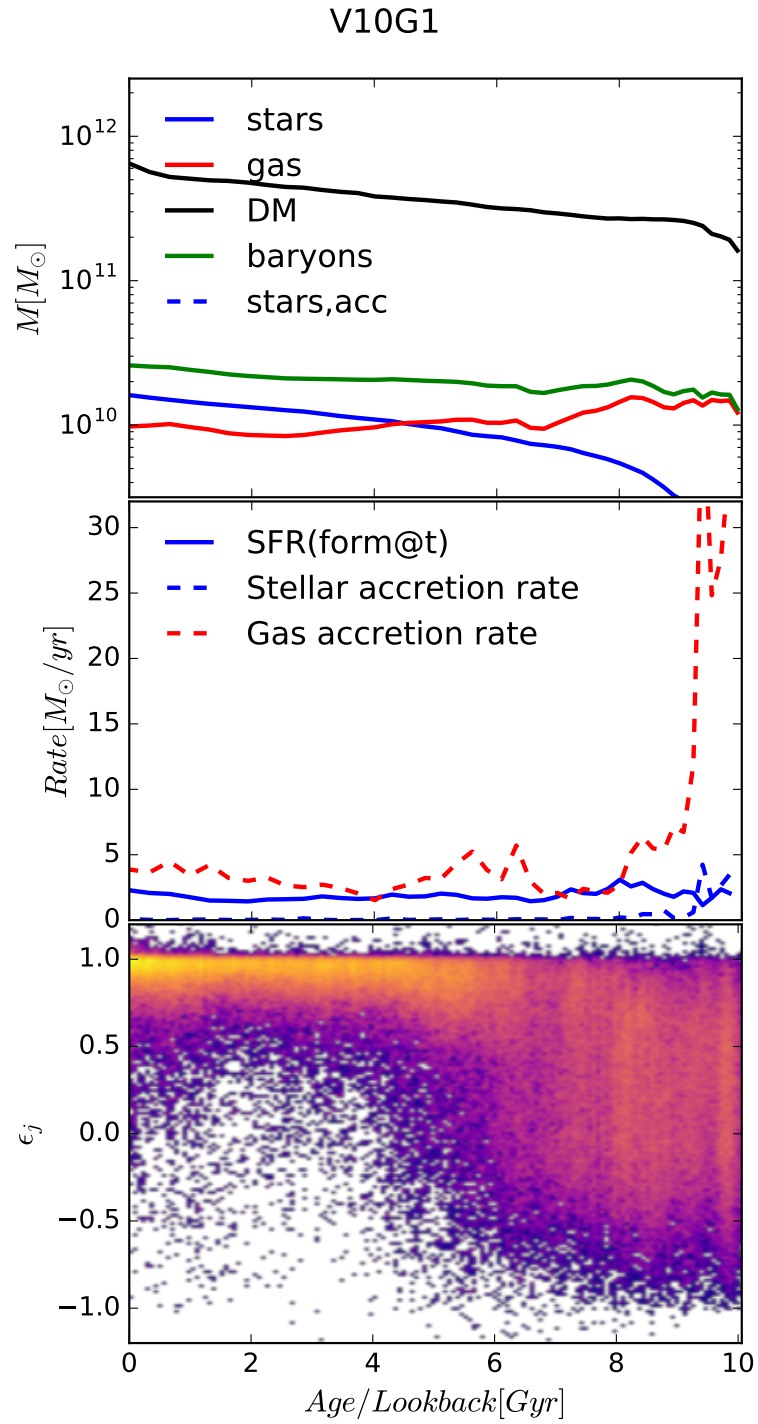 V10G1
10^12
10^11
10^10
M[M_⊙]
stars
gas
DM
baryons
stars,acc
30
25
20
15
10
5
0
Rate[M_⊙/yr]
SFR(form@t)
Stellar accretion rate
Gas accretion rate
1.0
0.5
0.0
−0.5
−1.0
ϵ_j
0 2 4 6 8 10
Age/Lookback[Gyr]